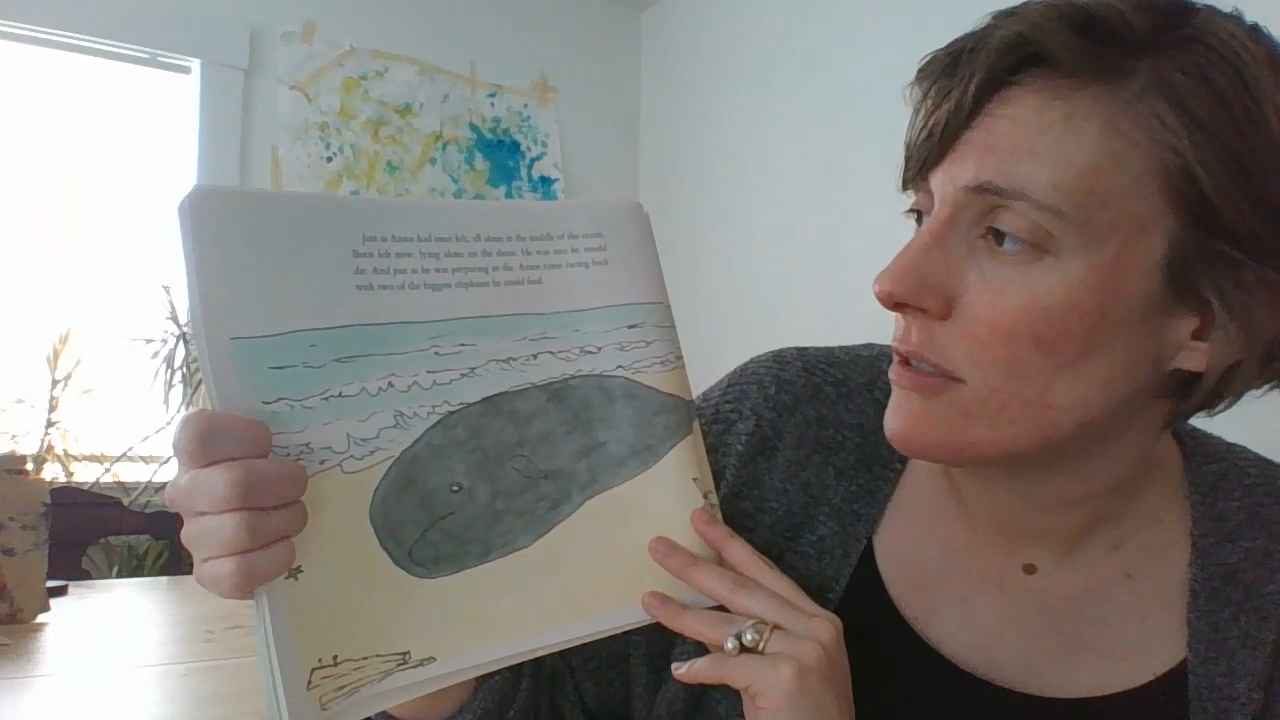 Just as Amos had once felt, all alone in the middle of the ocean,
Boris felt now, lying alone on the shore. He was sure he would
die. And just as he was preparing to die, Amos came racing back
with two of the biggest elephants he could find.